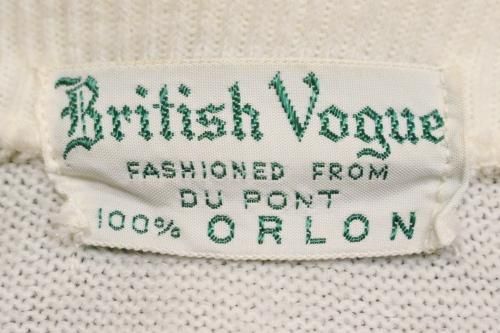 British Vogue
FASHIONED FROM
DU PONT
100% ORLON